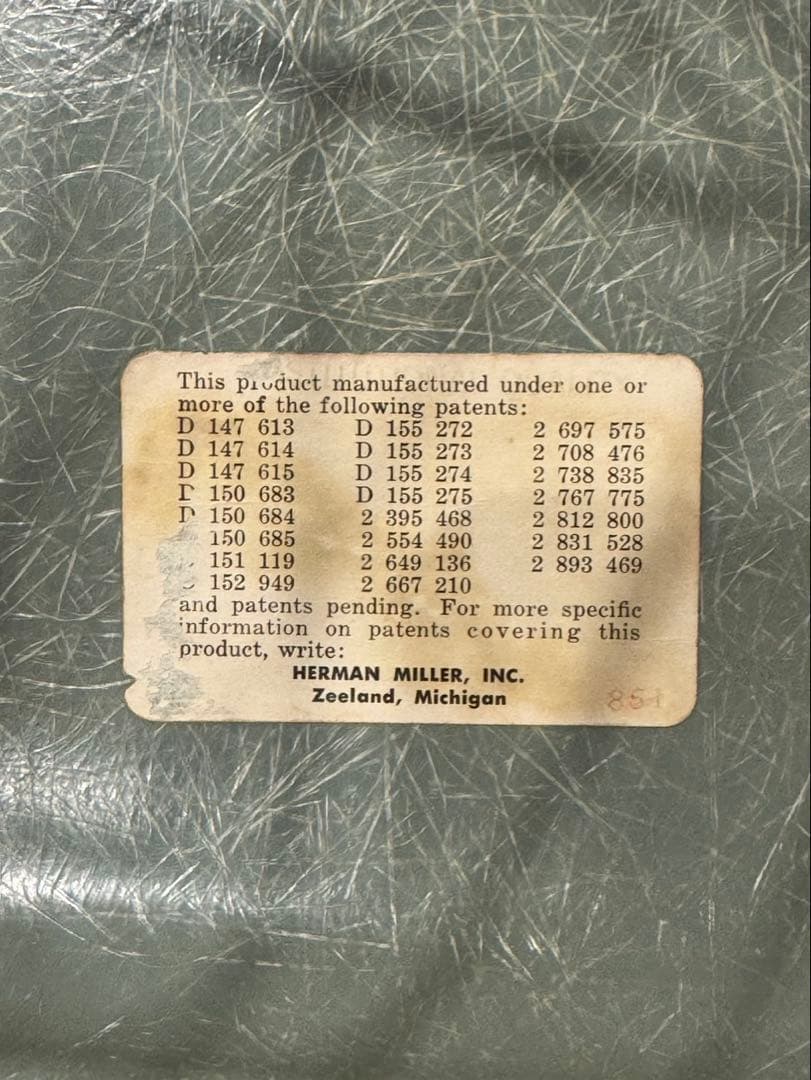 This product manufactured under one or
more of the following patents:
D 147 613 D 155 272 2 697 575
D 147 614 D 155 273 2 708 476
D 147 615 D 155 274 2 738 835
D 150 683 D 155 275 2 767 775
D 150 684 2 395 468 2 812 800
150 685 2 554 490 2 831 528
151 119 2 649 136 2 893 469
152 949 2 667 210
and patents pending. For more specific
information on patents covering this
product, write:
HERMAN MILLER, INC.
Zeeland, Michigan